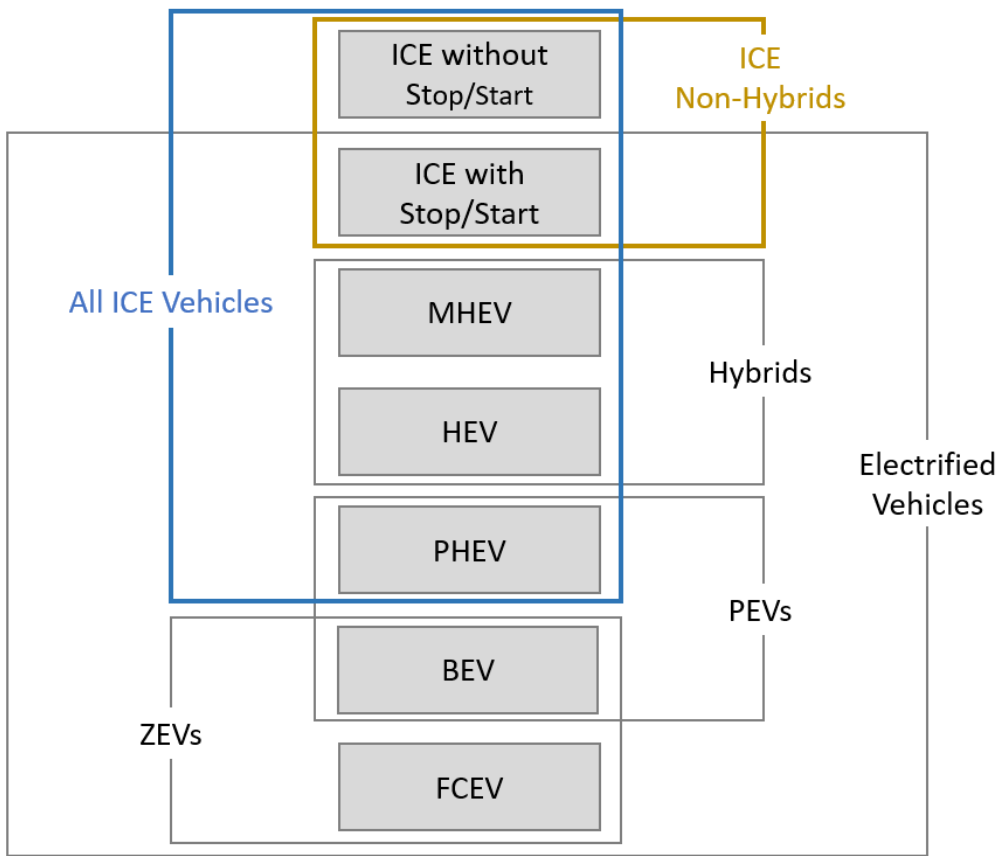 ICE without
Stop/Start
ICE
Non-Hybrids
ICE with
Stop/Start
All ICE Vehicles
MHEV
Hybrids
HEV
Electrified
Vehicles
PHEV
PEVs
BEV
ZEVs
FCEV